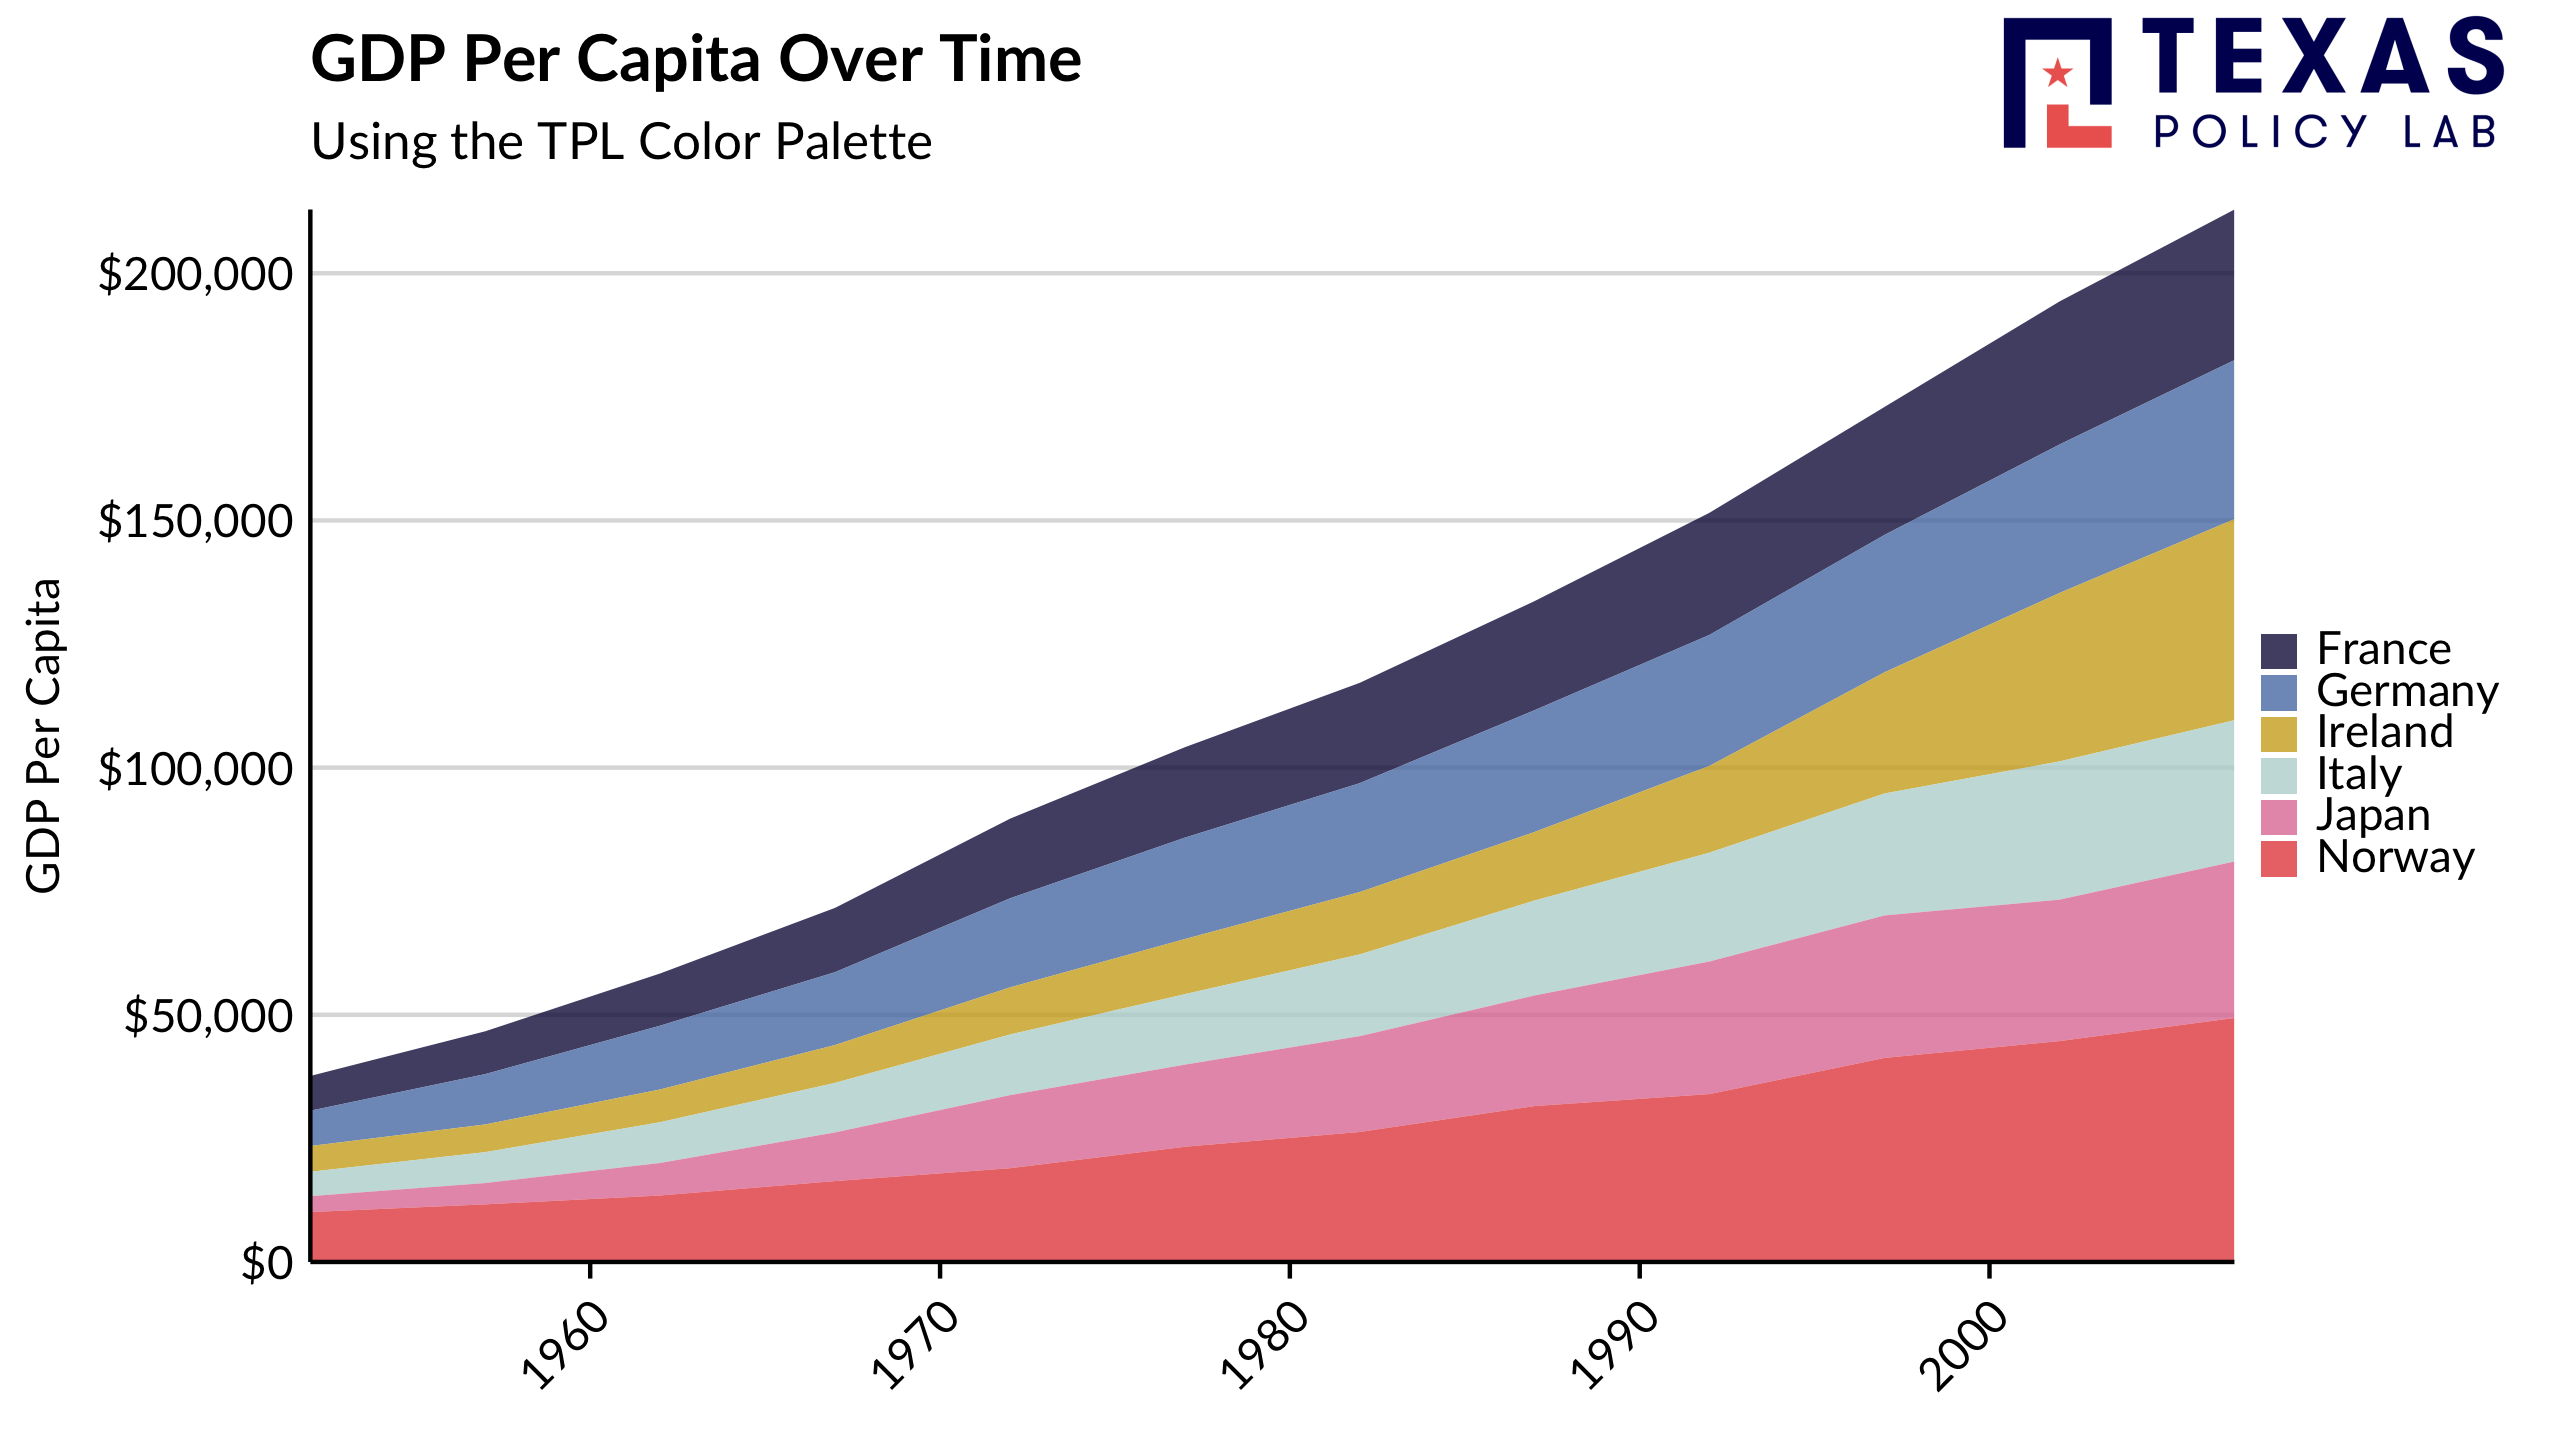 GDP Per Capita Over Time
Using the TPL Color Palette
TEXAS
POLICY LAB
GDP Per Capita
$200,000
$150,000
$100,000
$50,000
$0
1960
1970
1980
1990
2000
France
Germany
Ireland
Italy
Japan
Norway